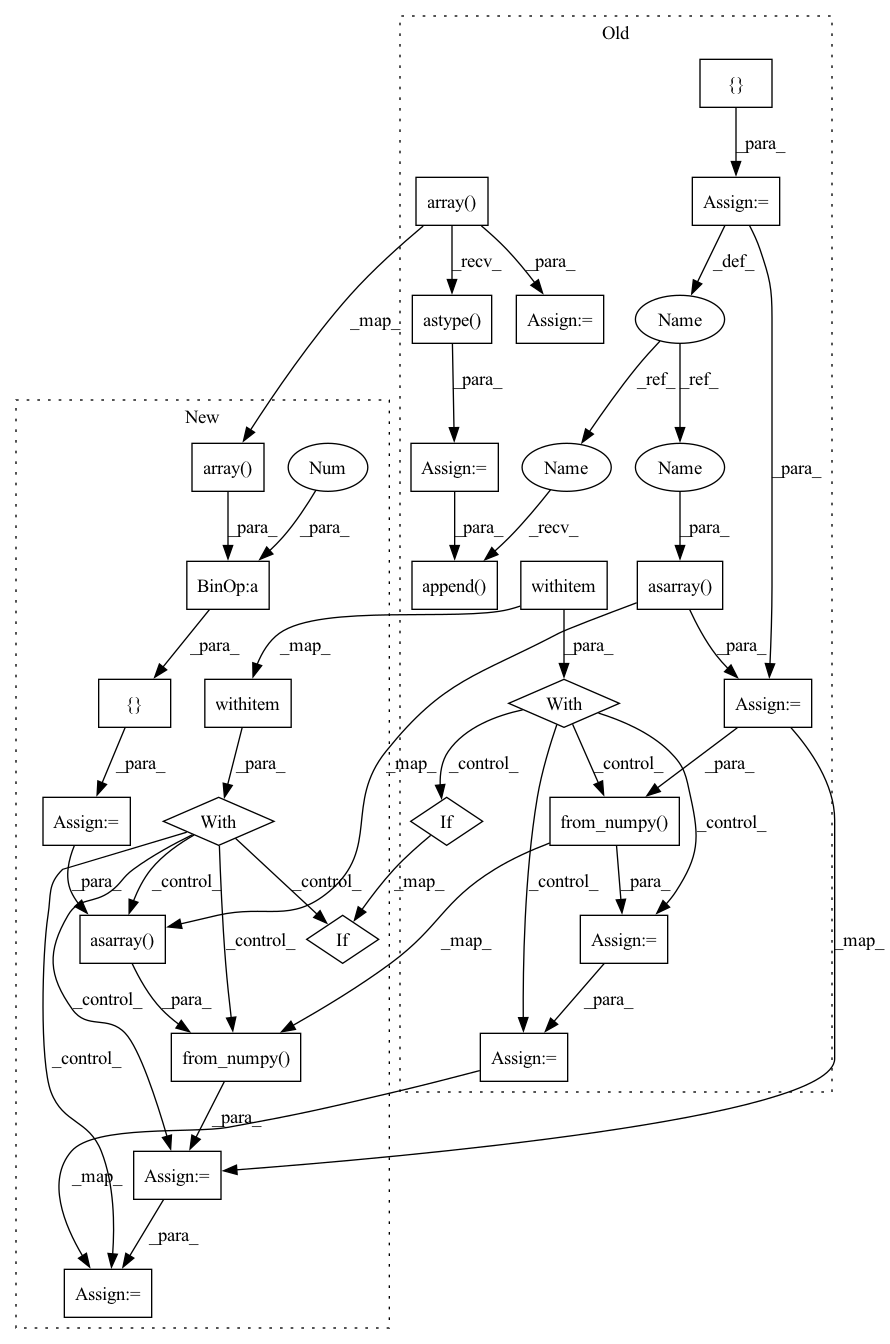 Old
{}
_para_
array()
Assign:=
_recv_
_para_
_def_
_map_
astype()
Assign:=
Name
_para_
_ref_
_ref_
New
array()
Num
Assign:=
Name
Name
_para_
_para_
_para_
_para_
_recv_
_para_
BinOp:a
append()
withitem
asarray()
_para_
_map_
_para_
_para_
{}
withitem
With
Assign:=
_para_
_para_
_map_
_control_
_control_
_para_
Assign:=
With
If
from_numpy()
_control_
_para_
_control_
_control_
_map_
_control_
_para_
asarray()
If
Assign:=
_control_
_map_
_map_
_control_
_para_
_para_
_control_
from_numpy()
Assign:=
_para_
_map_
Assign:=
_para_
Assign:=